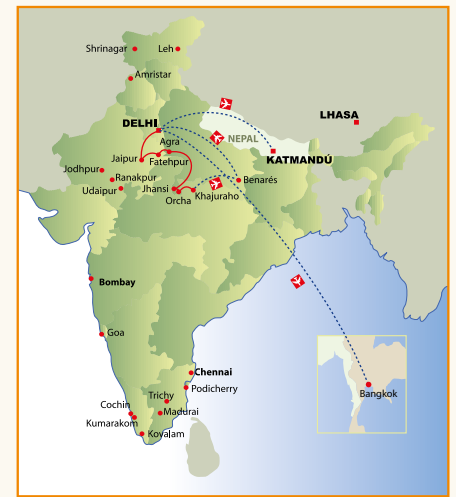 Shrinagar
Leh
Amristar
LHASA
DELHI
NEPAL
Agra
KATMANDÚ
Jaipur
Fatehpur
Jodhpur
Ranakpur
Benarés
Udaipur
Jhansi
Khajuraho
Orcha
Bombay
Goa
Chennai
Podicherry
Bangkok
Trichy
Cochin
Madurai
Kumarakom
Kovalam